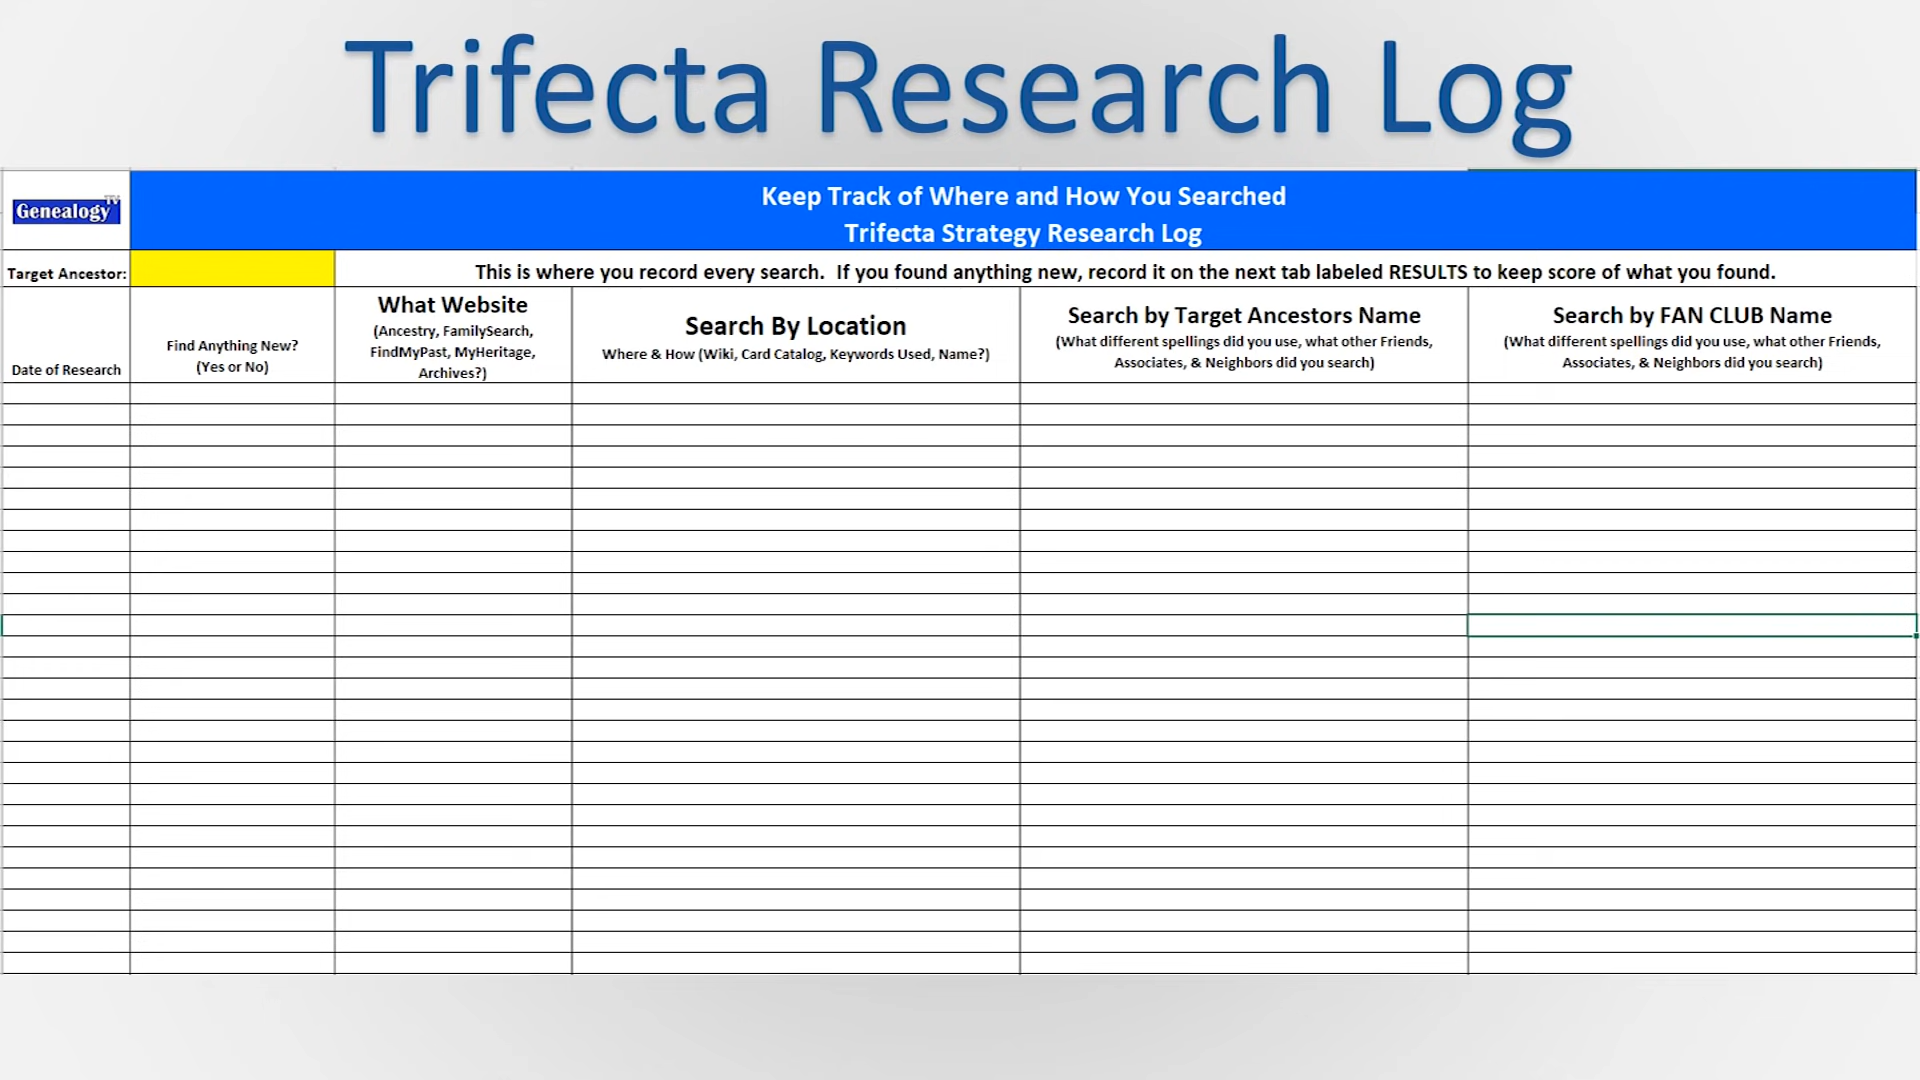 Trifecta Research Log
Genealogy TV
Keep Track of Where and How You Searched
Trifecta Strategy Research Log
Target Ancestor:
This is where you record every search.  If you found anything new, record it on the next tab labeled RESULTS to keep score of what you found.
Date of Research
Find Anything New?
(Yes or No)
What Website
(Ancestry, FamilySearch,
FindMyPast, MyHeritage,
Archives?)
Search By Location
Where & How (Wiki, Card Catalog, Keywords Used, Name?)
Search by Target Ancestors Name
(What different spellings did you use, what other Friends,
Associates, & Neighbors did you search)
Search by FAN CLUB Name
(What different spellings did you use, what other Friends,
Associates, & Neighbors did you search)